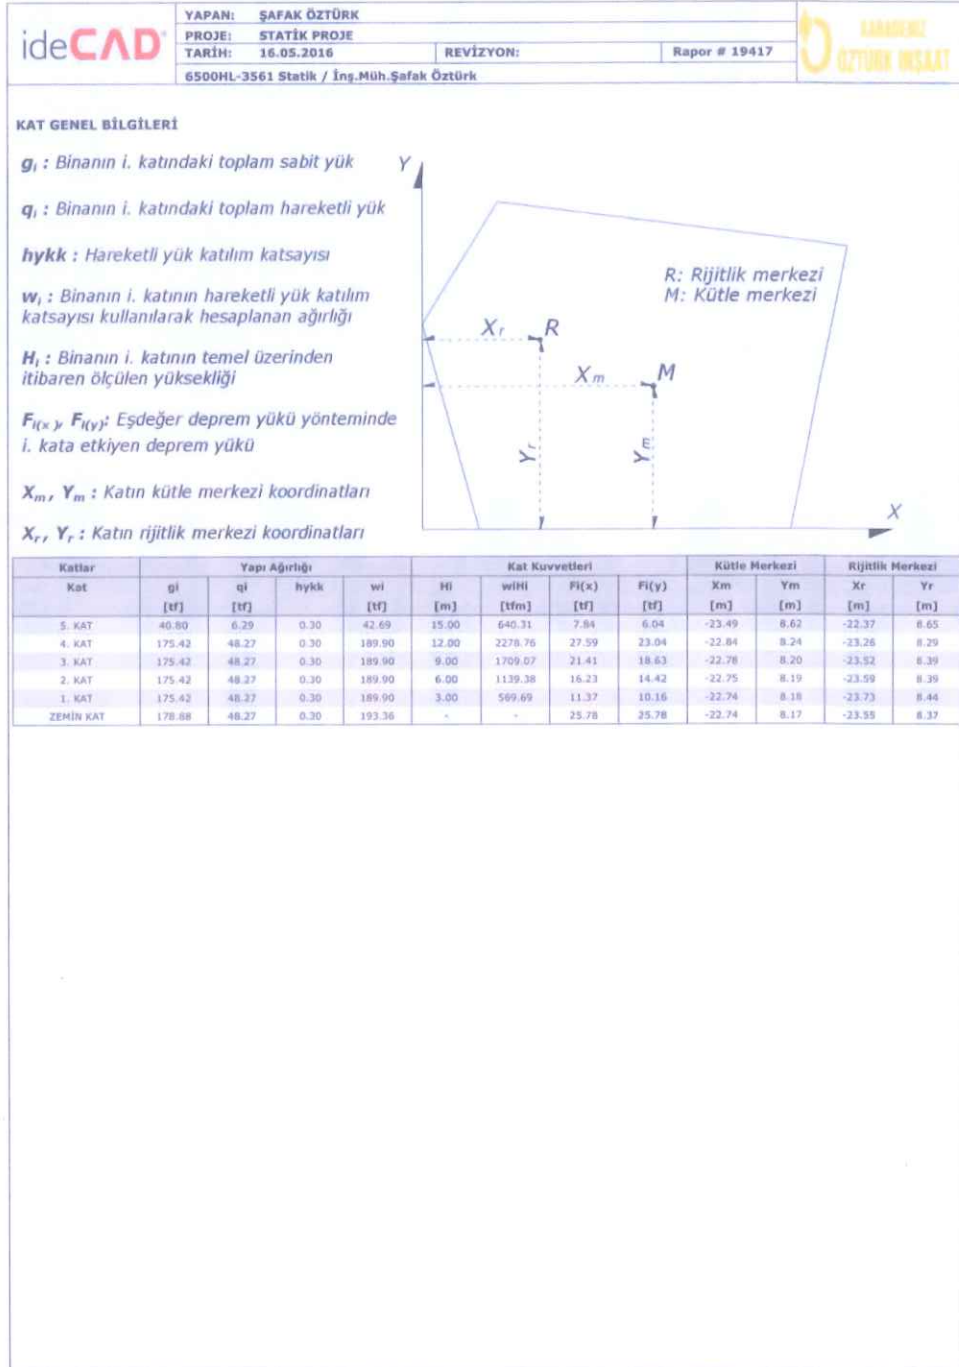 ideCAD
YAPAN: ŞAFAK ÖZTÜRK
PROJE: STATİK PROJE
TARİH: 16.05.2016 REVİZYON: Rapor # 19417
6500HL-3561 Statik / İnş.Müh.Şafak Öztürk
KARADENİZ
ÖZTÜRK İNŞAAT
KAT GENEL BİLGİLERİ
gi : Binanın i. katındaki toplam sabit yük
qi : Binanın i. katındaki toplam hareketli yük
hykk : Hareketli yük katılım katsayısı
wi : Binanın i. katının hareketli yük katılım
katsayısı kullanılarak hesaplanan ağırlığı
Hi : Binanın i. katının temel üzerinden
itibaren ölçülen yüksekliği
Fi(x), Fi(y): Eşdeğer deprem yükü yönteminde
i. kata etkiyen deprem yükü
Xm, Ym : Katın kütle merkezi koordinatları
Xr, Yr : Katın rijitlik merkezi koordinatları
Y
R: Rijitlik merkezi
M: Kütle merkezi
Xr R
Xm M
Yr
Ym
X
Katlar Yapı Ağırlığı Kat Kuvvetleri Kütle Merkezi Rijitlik Merkezi
Kat gi qi hykk wi Hi wiHi Fi(x) Fi(y) Xm Ym Xr Yr
[tf] [tf] [tf] [m] [tfm] [tf] [tf] [m] [m] [m] [m]
5. KAT 40.80 6.29 0.30 42.69 15.00 640.31 7.84 6.04 -23.49 8.62 -22.37 8.65
4. KAT 175.42 48.27 0.30 189.90 12.00 2278.76 27.59 23.04 -22.84 8.24 -23.26 8.29
3. KAT 175.42 48.27 0.30 189.90 9.00 1709.07 21.41 18.63 -22.78 8.20 -23.52 8.39
2. KAT 175.42 48.27 0.30 189.90 6.00 1139.38 16.23 14.42 -22.75 8.19 -23.59 8.39
1. KAT 175.42 48.27 0.30 189.90 3.00 569.69 11.37 10.16 -22.74 8.18 -23.73 8.44
ZEMİN KAT 178.88 48.27 0.30 193.36 - - 25.78 25.78 -22.74 8.17 -23.55 8.37